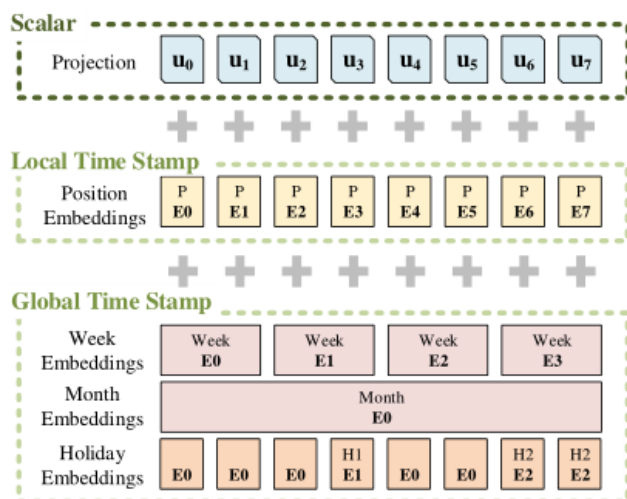 Scalar
Projection u₀ u₁ u₂ u₃ u₄ u₅ u₆ u₇
Local Time Stamp
Position P P P P P P P P
Embeddings E0 E1 E2 E3 E4 E5 E6 E7
Global Time Stamp
Week Week Week Week Week
Embeddings E0 E1 E2 E3
Month Month
Embeddings E0
Holiday H1 H2 H2
Embeddings E0 E0 E0 E1 E0 E0 E2 E2